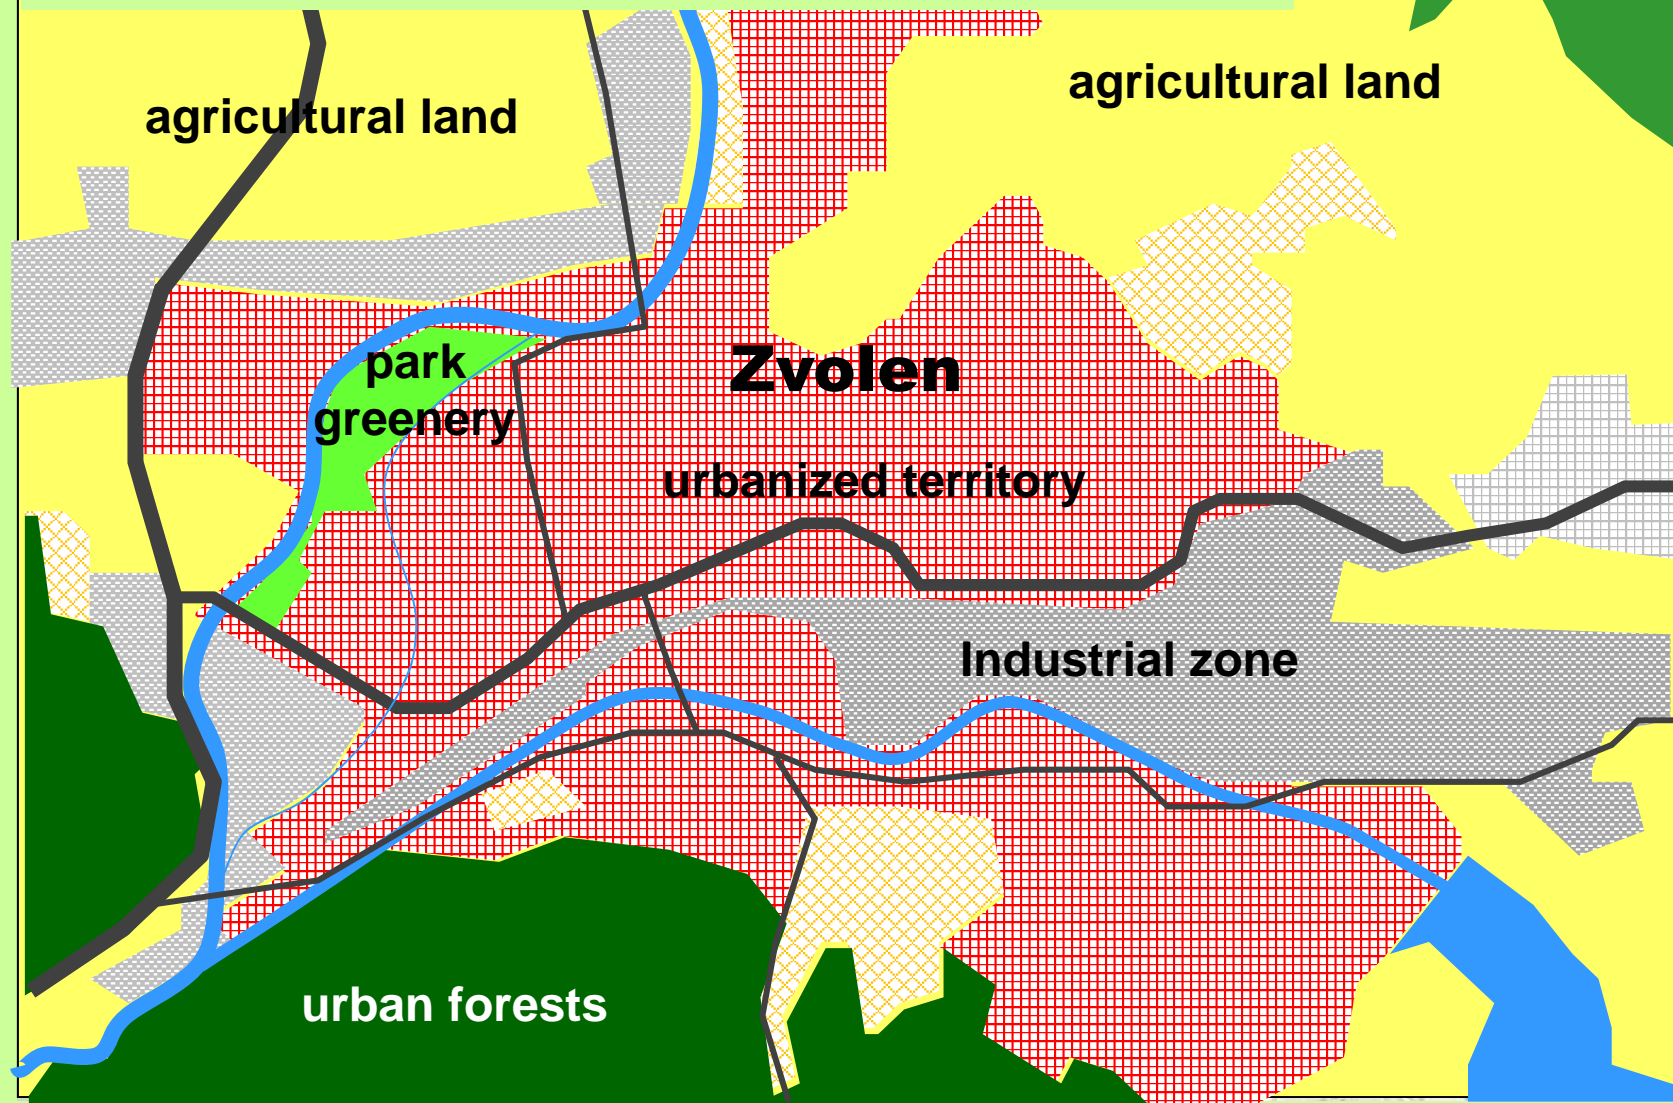 agricultural land
agricultural land
park
greenery
Zvolen
urbanized territory
Industrial zone
urban forests